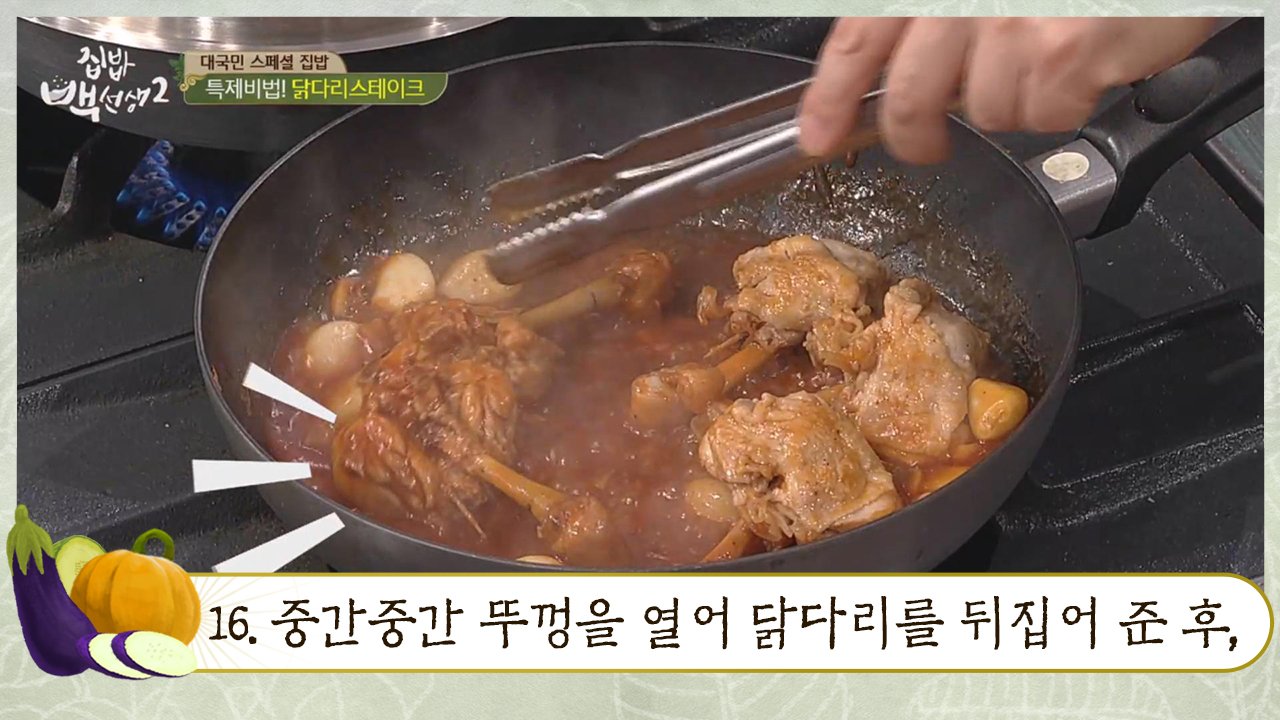 집밥
백선생2
대국민 스페셜 집밥
특제비법! 닭다리스테이크
16. 중간중간 뚜껑을 열어 닭다리를 뒤집어 준 후,